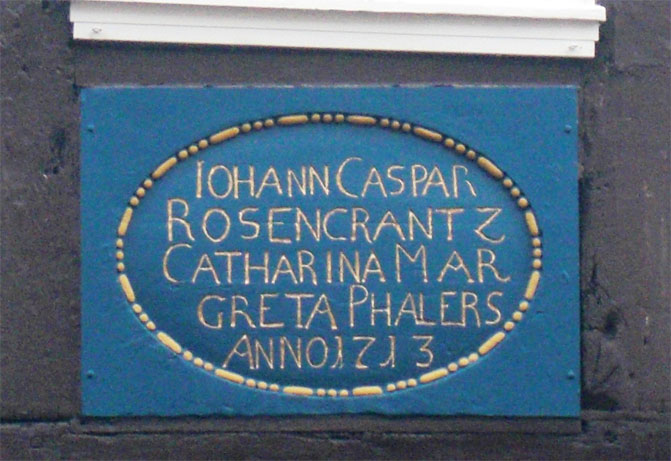 IOHANN CASPAR
ROSENCRANTZ
CATHARINA MAR
GRETA PHALERS
ANNO 1713